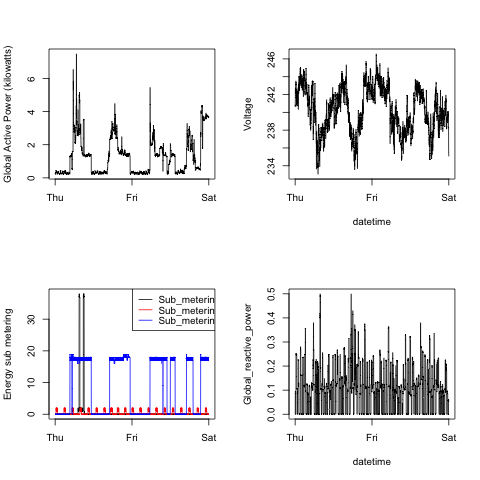 Global Active Power (kilowatts)
0 2 4 6
Thu Fri Sat
Voltage
234 238 242 246
Thu Fri Sat
datetime
Energy sub metering
0 10 20 30
Sub_meterin
Sub_meterin
Sub_meterin
Thu Fri Sat
Global_reactive_power
0.0 0.1 0.2 0.3 0.4 0.5
Thu Fri Sat
datetime